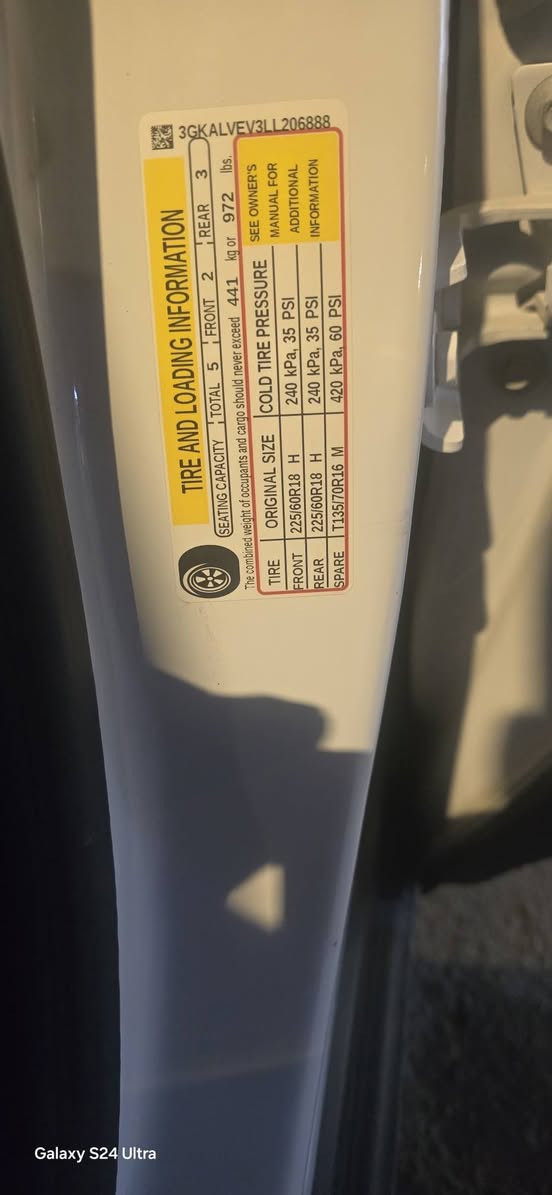 3GKALVEV3LL206888
TIRE AND LOADING INFORMATION
SEATING CAPACITY TOTAL 5 FRONT 2 REAR 3
The combined weight of occupants and cargo should never exceed 441 kg or 972 lbs.
TIRE ORIGINAL SIZE COLD TIRE PRESSURE
FRONT 225/60R18 H 240 kPa, 35 PSI
REAR 225/60R18 H 240 kPa, 35 PSI
SPARE T135/70R16 M 420 kPa, 60 PSI
SEE OWNER'S
MANUAL FOR
ADDITIONAL
INFORMATION
Galaxy S24 Ultra